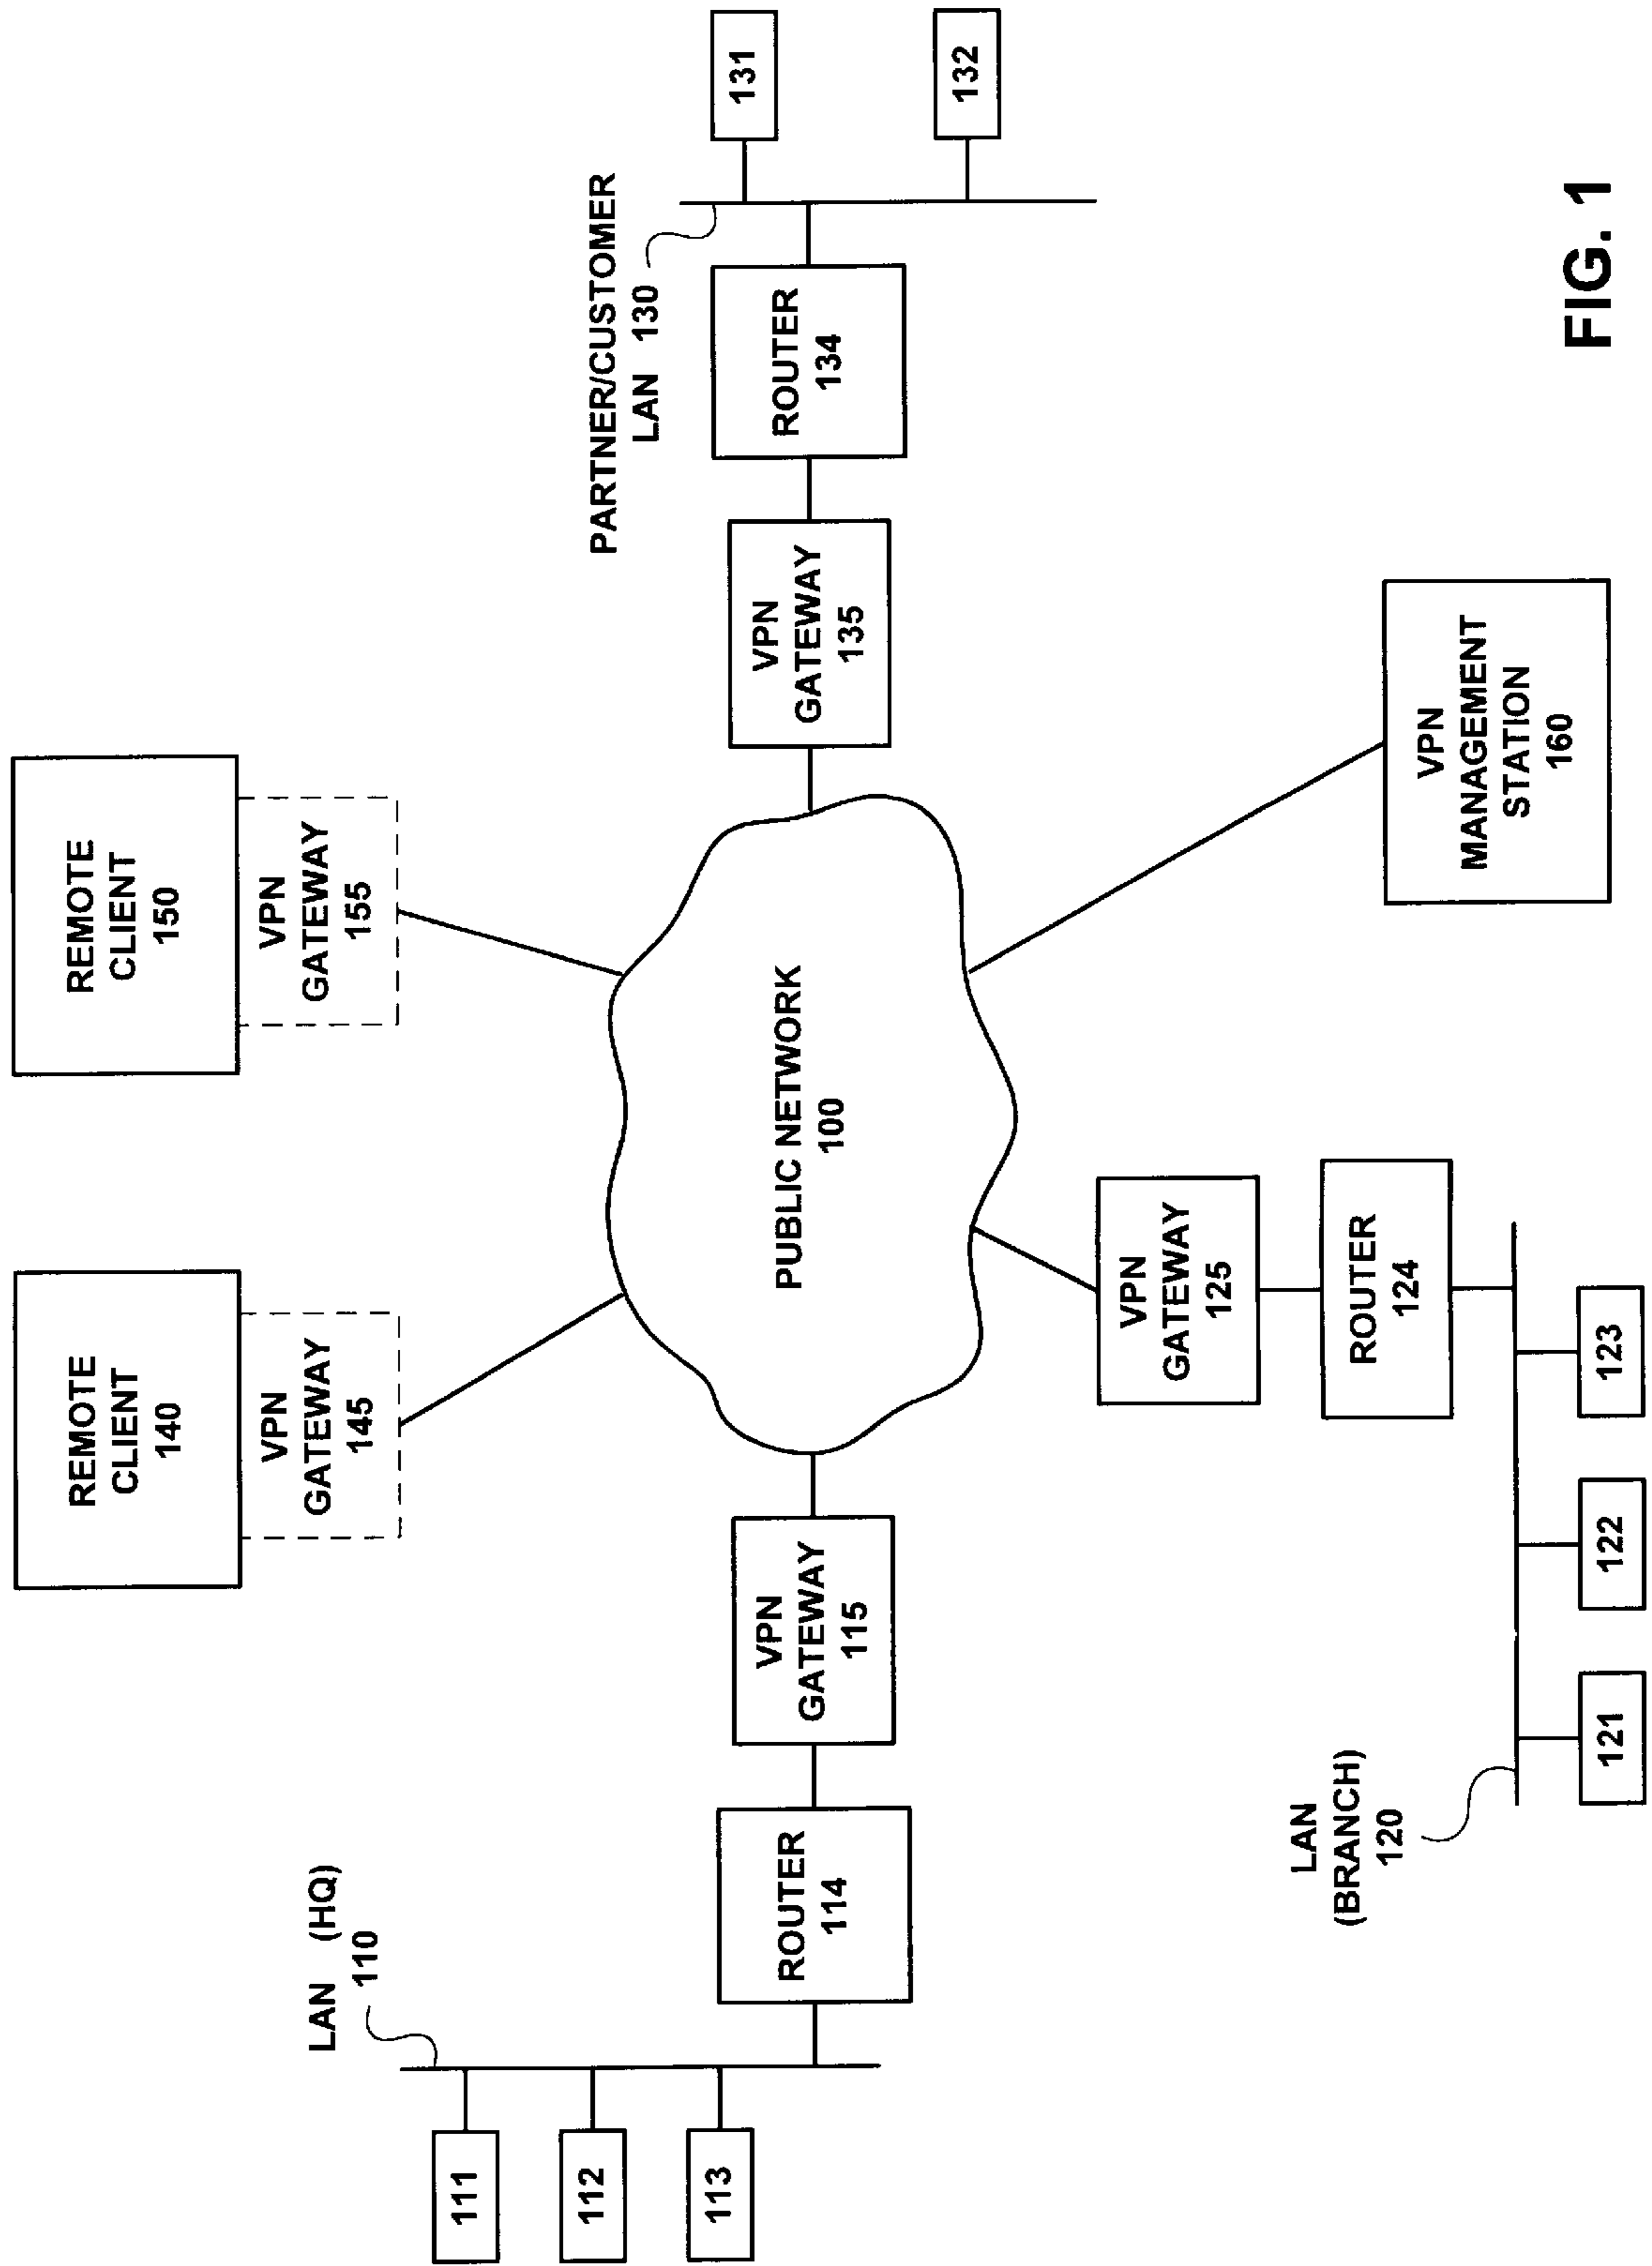 REMOTE
CLIENT
140
VPN
GATEWAY
145
REMOTE
CLIENT
150
VPN
GATEWAY
155
LAN (HQ)
110
111
112
113
ROUTER
114
VPN
GATEWAY
115
PUBLIC NETWORK
100
VPN
GATEWAY
135
ROUTER
134
PARTNER/CUSTOMER
LAN 130
131
132
VPN
GATEWAY
125
ROUTER
124
LAN
(BRANCH)
120
121
122
123
VPN
MANAGEMENT
STATION
160
FIG. 1